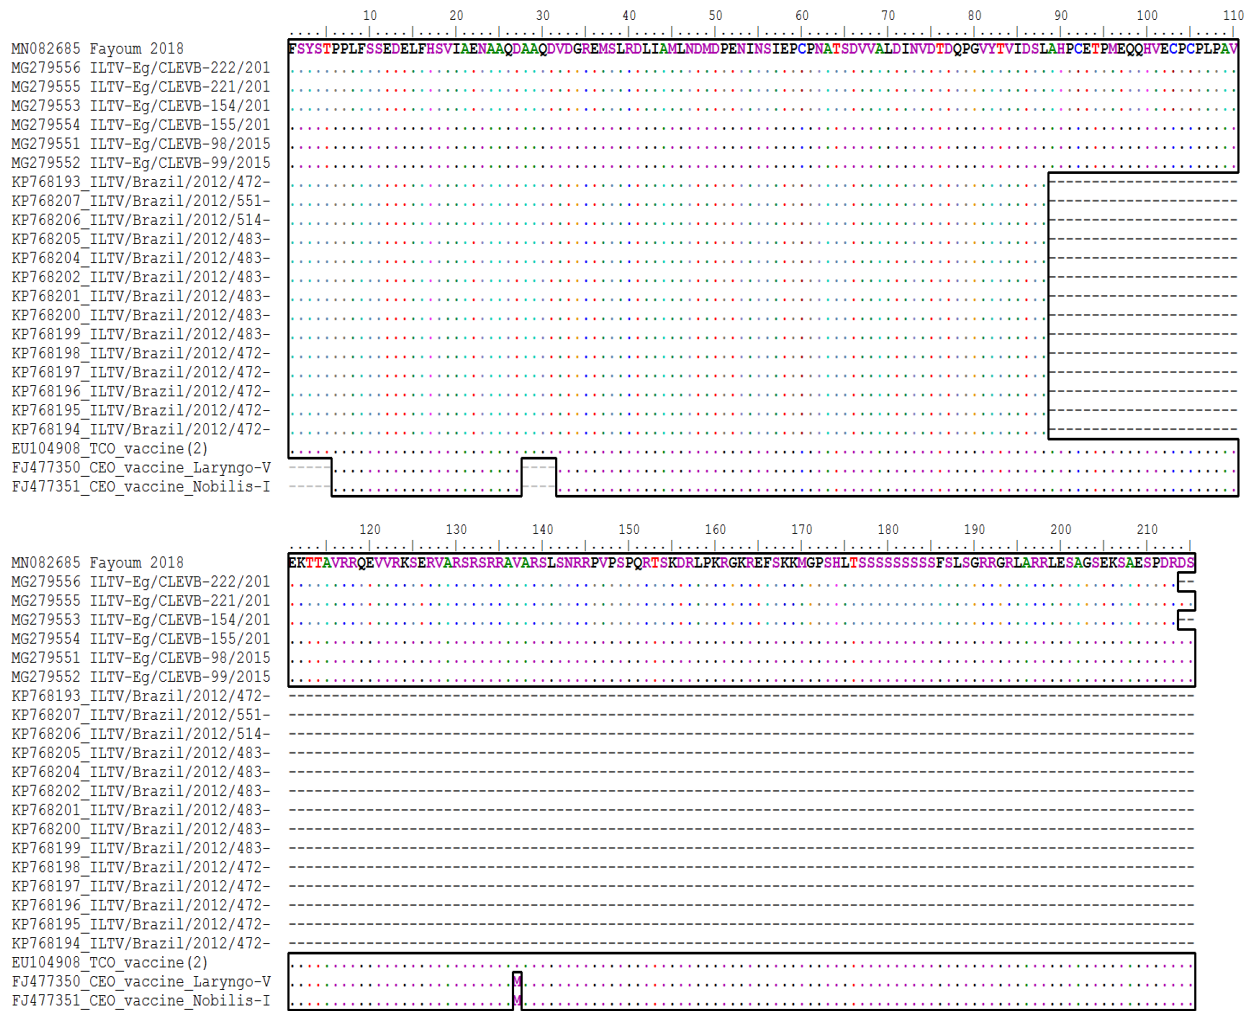 10 20 30 40 50 60 70 80 90 100 110
MN082685 Fayoum 2018 FSYSTPPLFSSEDELFHSVIAENAAQDAAQDVDGREMSLRDLIAMLNDMDPENINSIEPCPNATSDVVALDINVDTDQPGVYTVIDSLAHPCETPMEQQHVECPCPLPAV
MG279556 ILTV-Eg/CLEVB-222/201
MG279555 ILTV-Eg/CLEVB-221/201
MG279553 ILTV-Eg/CLEVB-154/201
MG279554 ILTV-Eg/CLEVB-155/201
MG279551 ILTV-Eg/CLEVB-98/2015
MG279552 ILTV-Eg/CLEVB-99/2015
KP768193_ILTV/Brazil/2012/472-
KP768207_ILTV/Brazil/2012/551-
KP768206_ILTV/Brazil/2012/514-
KP768205_ILTV/Brazil/2012/483-
KP768204_ILTV/Brazil/2012/483-
KP768202_ILTV/Brazil/2012/483-
KP768201_ILTV/Brazil/2012/483-
KP768200_ILTV/Brazil/2012/483-
KP768199_ILTV/Brazil/2012/483-
KP768198_ILTV/Brazil/2012/472-
KP768197_ILTV/Brazil/2012/472-
KP768196_ILTV/Brazil/2012/472-
KP768195_ILTV/Brazil/2012/472-
KP768194_ILTV/Brazil/2012/472-
EU104908_TCO_vaccine(2)
FJ477350_CEO_vaccine_Laryngo-V
FJ477351_CEO_vaccine_Nobilis-I
120 130 140 150 160 170 180 190 200 210
MN082685 Fayoum 2018 EKTTAVRRQEVVRKSERVARSRSRRAVARSLSNRRPVPSPQRTSKDRLPKRGKREFSKKMGPSHLTSSSSSSSSSFSLSGRRGRLARRLESAGSEKSAESPDRDS
MG279556 ILTV-Eg/CLEVB-222/201
MG279555 ILTV-Eg/CLEVB-221/201
MG279553 ILTV-Eg/CLEVB-154/201
MG279554 ILTV-Eg/CLEVB-155/201
MG279551 ILTV-Eg/CLEVB-98/2015
MG279552 ILTV-Eg/CLEVB-99/2015
KP768193_ILTV/Brazil/2012/472-
KP768207_ILTV/Brazil/2012/551-
KP768206_ILTV/Brazil/2012/514-
KP768205_ILTV/Brazil/2012/483-
KP768204_ILTV/Brazil/2012/483-
KP768202_ILTV/Brazil/2012/483-
KP768201_ILTV/Brazil/2012/483-
KP768200_ILTV/Brazil/2012/483-
KP768199_ILTV/Brazil/2012/483-
KP768198_ILTV/Brazil/2012/472-
KP768197_ILTV/Brazil/2012/472-
KP768196_ILTV/Brazil/2012/472-
KP768195_ILTV/Brazil/2012/472-
KP768194_ILTV/Brazil/2012/472-
EU104908_TCO_vaccine(2)
FJ477350_CEO_vaccine_Laryngo-V M
FJ477351_CEO_vaccine_Nobilis-I M